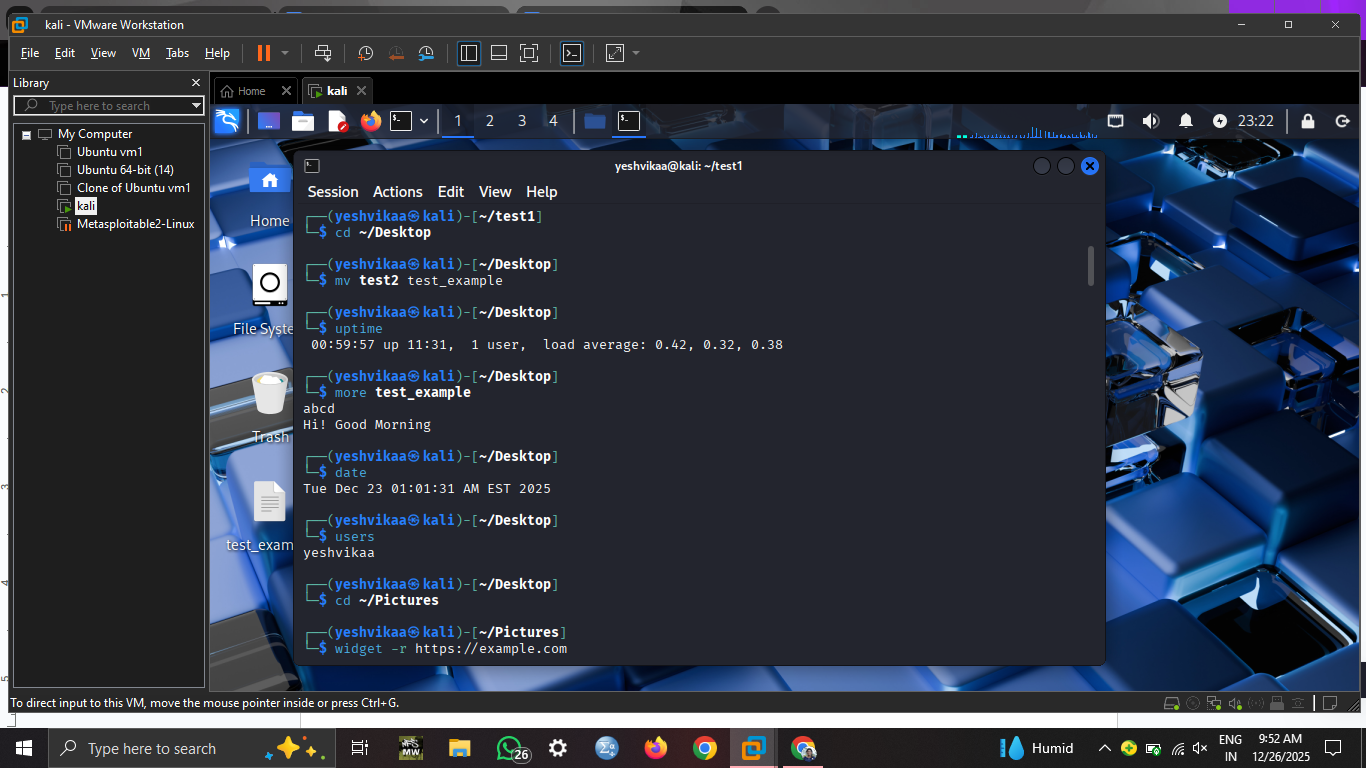 kali - VMware Workstation
File Edit View VM Tabs Help
Library
Type here to search
My Computer
Ubuntu vm1
Ubuntu 64-bit (14)
Clone of Ubuntu vm1
kali
Metasploitable2-Linux
Home
kali
1 2 3 4
23:22
Home
File Syste
Trash
test_exam
yeshvikaa@kali: ~/test1
Session Actions Edit View Help
┌──(yeshvikaa㉿kali)-[~/test1]
└─$ cd ~/Desktop
┌──(yeshvikaa㉿kali)-[~/Desktop]
└─$ mv test2 test_example
┌──(yeshvikaa㉿kali)-[~/Desktop]
└─$ uptime
00:59:57 up 11:31,  1 user,  load average: 0.42, 0.32, 0.38
┌──(yeshvikaa㉿kali)-[~/Desktop]
└─$ more test_example
abcd
Hi! Good Morning
┌──(yeshvikaa㉿kali)-[~/Desktop]
└─$ date
Tue Dec 23 01:01:31 AM EST 2025
┌──(yeshvikaa㉿kali)-[~/Desktop]
└─$ users
yeshvikaa
┌──(yeshvikaa㉿kali)-[~/Desktop]
└─$ cd ~/Pictures
┌──(yeshvikaa㉿kali)-[~/Pictures]
└─$ widget -r https://example.com
To direct input to this VM, move the mouse pointer inside or press Ctrl+G.
1
2
3
4
5
Type here to search
MW
26
Humid
ENG
IN
9:52 AM
12/26/2025